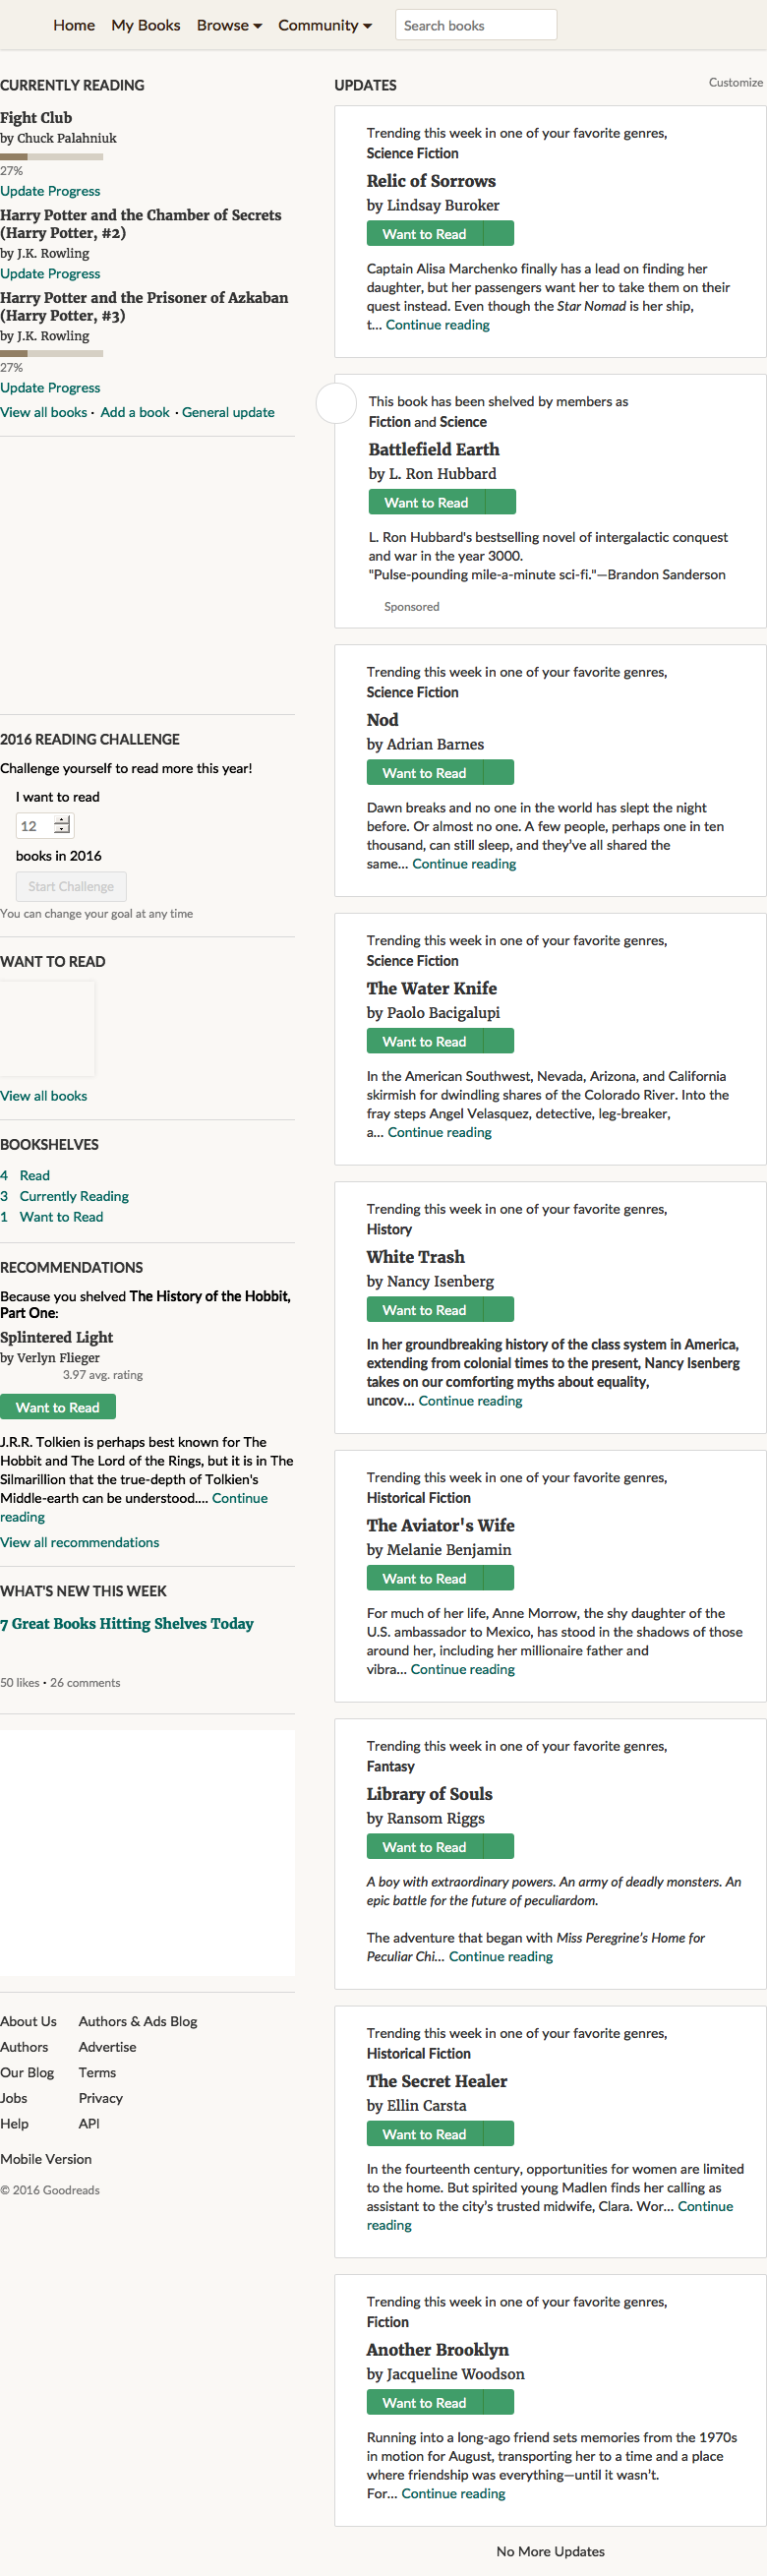 Home My Books Browse Community Search books
CURRENTLY READING
Fight Club
by Chuck Palahniuk
27%
Update Progress
Harry Potter and the Chamber of Secrets
(Harry Potter, #2)
by J.K. Rowling
Update Progress
Harry Potter and the Prisoner of Azkaban
(Harry Potter, #3)
by J.K. Rowling
27%
Update Progress
View all books · Add a book · General update
2016 READING CHALLENGE
Challenge yourself to read more this year!
I want to read
12
books in 2016
Start Challenge
You can change your goal at any time
WANT TO READ
View all books
BOOKSHELVES
4 Read
3 Currently Reading
1 Want to Read
RECOMMENDATIONS
Because you shelved The History of the Hobbit,
Part One:
Splintered Light
by Verlyn Flieger
3.97 avg. rating
Want to Read
J.R.R. Tolkien is perhaps best known for The
Hobbit and The Lord of the Rings, but it is in The
Silmarillion that the true-depth of Tolkien's
Middle-earth can be understood.... Continue
reading
View all recommendations
WHAT'S NEW THIS WEEK
7 Great Books Hitting Shelves Today
50 likes · 26 comments
About Us Authors & Ads Blog
Authors Advertise
Our Blog Terms
Jobs Privacy
Help API
Mobile Version
© 2016 Goodreads
UPDATES Customize
Trending this week in one of your favorite genres,
Science Fiction
Relic of Sorrows
by Lindsay Buroker
Want to Read
Captain Alisa Marchenko finally has a lead on finding her
daughter, but her passengers want her to take them on their
quest instead. Even though the Star Nomad is her ship,
t... Continue reading
This book has been shelved by members as
Fiction and Science
Battlefield Earth
by L. Ron Hubbard
Want to Read
L. Ron Hubbard's bestselling novel of intergalactic conquest
and war in the year 3000.
"Pulse-pounding mile-a-minute sci-fi."—Brandon Sanderson
Sponsored
Trending this week in one of your favorite genres,
Science Fiction
Nod
by Adrian Barnes
Want to Read
Dawn breaks and no one in the world has slept the night
before. Or almost no one. A few people, perhaps one in ten
thousand, can still sleep, and they've all shared the
same... Continue reading
Trending this week in one of your favorite genres,
Science Fiction
The Water Knife
by Paolo Bacigalupi
Want to Read
In the American Southwest, Nevada, Arizona, and California
skirmish for dwindling shares of the Colorado River. Into the
fray steps Angel Velasquez, detective, leg-breaker,
a... Continue reading
Trending this week in one of your favorite genres,
History
White Trash
by Nancy Isenberg
Want to Read
In her groundbreaking history of the class system in America,
extending from colonial times to the present, Nancy Isenberg
takes on our comforting myths about equality,
uncov... Continue reading
Trending this week in one of your favorite genres,
Historical Fiction
The Aviator's Wife
by Melanie Benjamin
Want to Read
For much of her life, Anne Morrow, the shy daughter of the
U.S. ambassador to Mexico, has stood in the shadows of those
around her, including her millionaire father and
vibra... Continue reading
Trending this week in one of your favorite genres,
Fantasy
Library of Souls
by Ransom Riggs
Want to Read
A boy with extraordinary powers. An army of deadly monsters. An
epic battle for the future of peculiardom.
The adventure that began with Miss Peregrine's Home for
Peculiar Chi... Continue reading
Trending this week in one of your favorite genres,
Historical Fiction
The Secret Healer
by Ellin Carsta
Want to Read
In the fourteenth century, opportunities for women are limited
to the home. But spirited young Madlen finds her calling as
assistant to the city's trusted midwife, Clara. Wor... Continue
reading
Trending this week in one of your favorite genres,
Fiction
Another Brooklyn
by Jacqueline Woodson
Want to Read
Running into a long-ago friend sets memories from the 1970s
in motion for August, transporting her to a time and a place
where friendship was everything—until it wasn't.
For... Continue reading
No More Updates